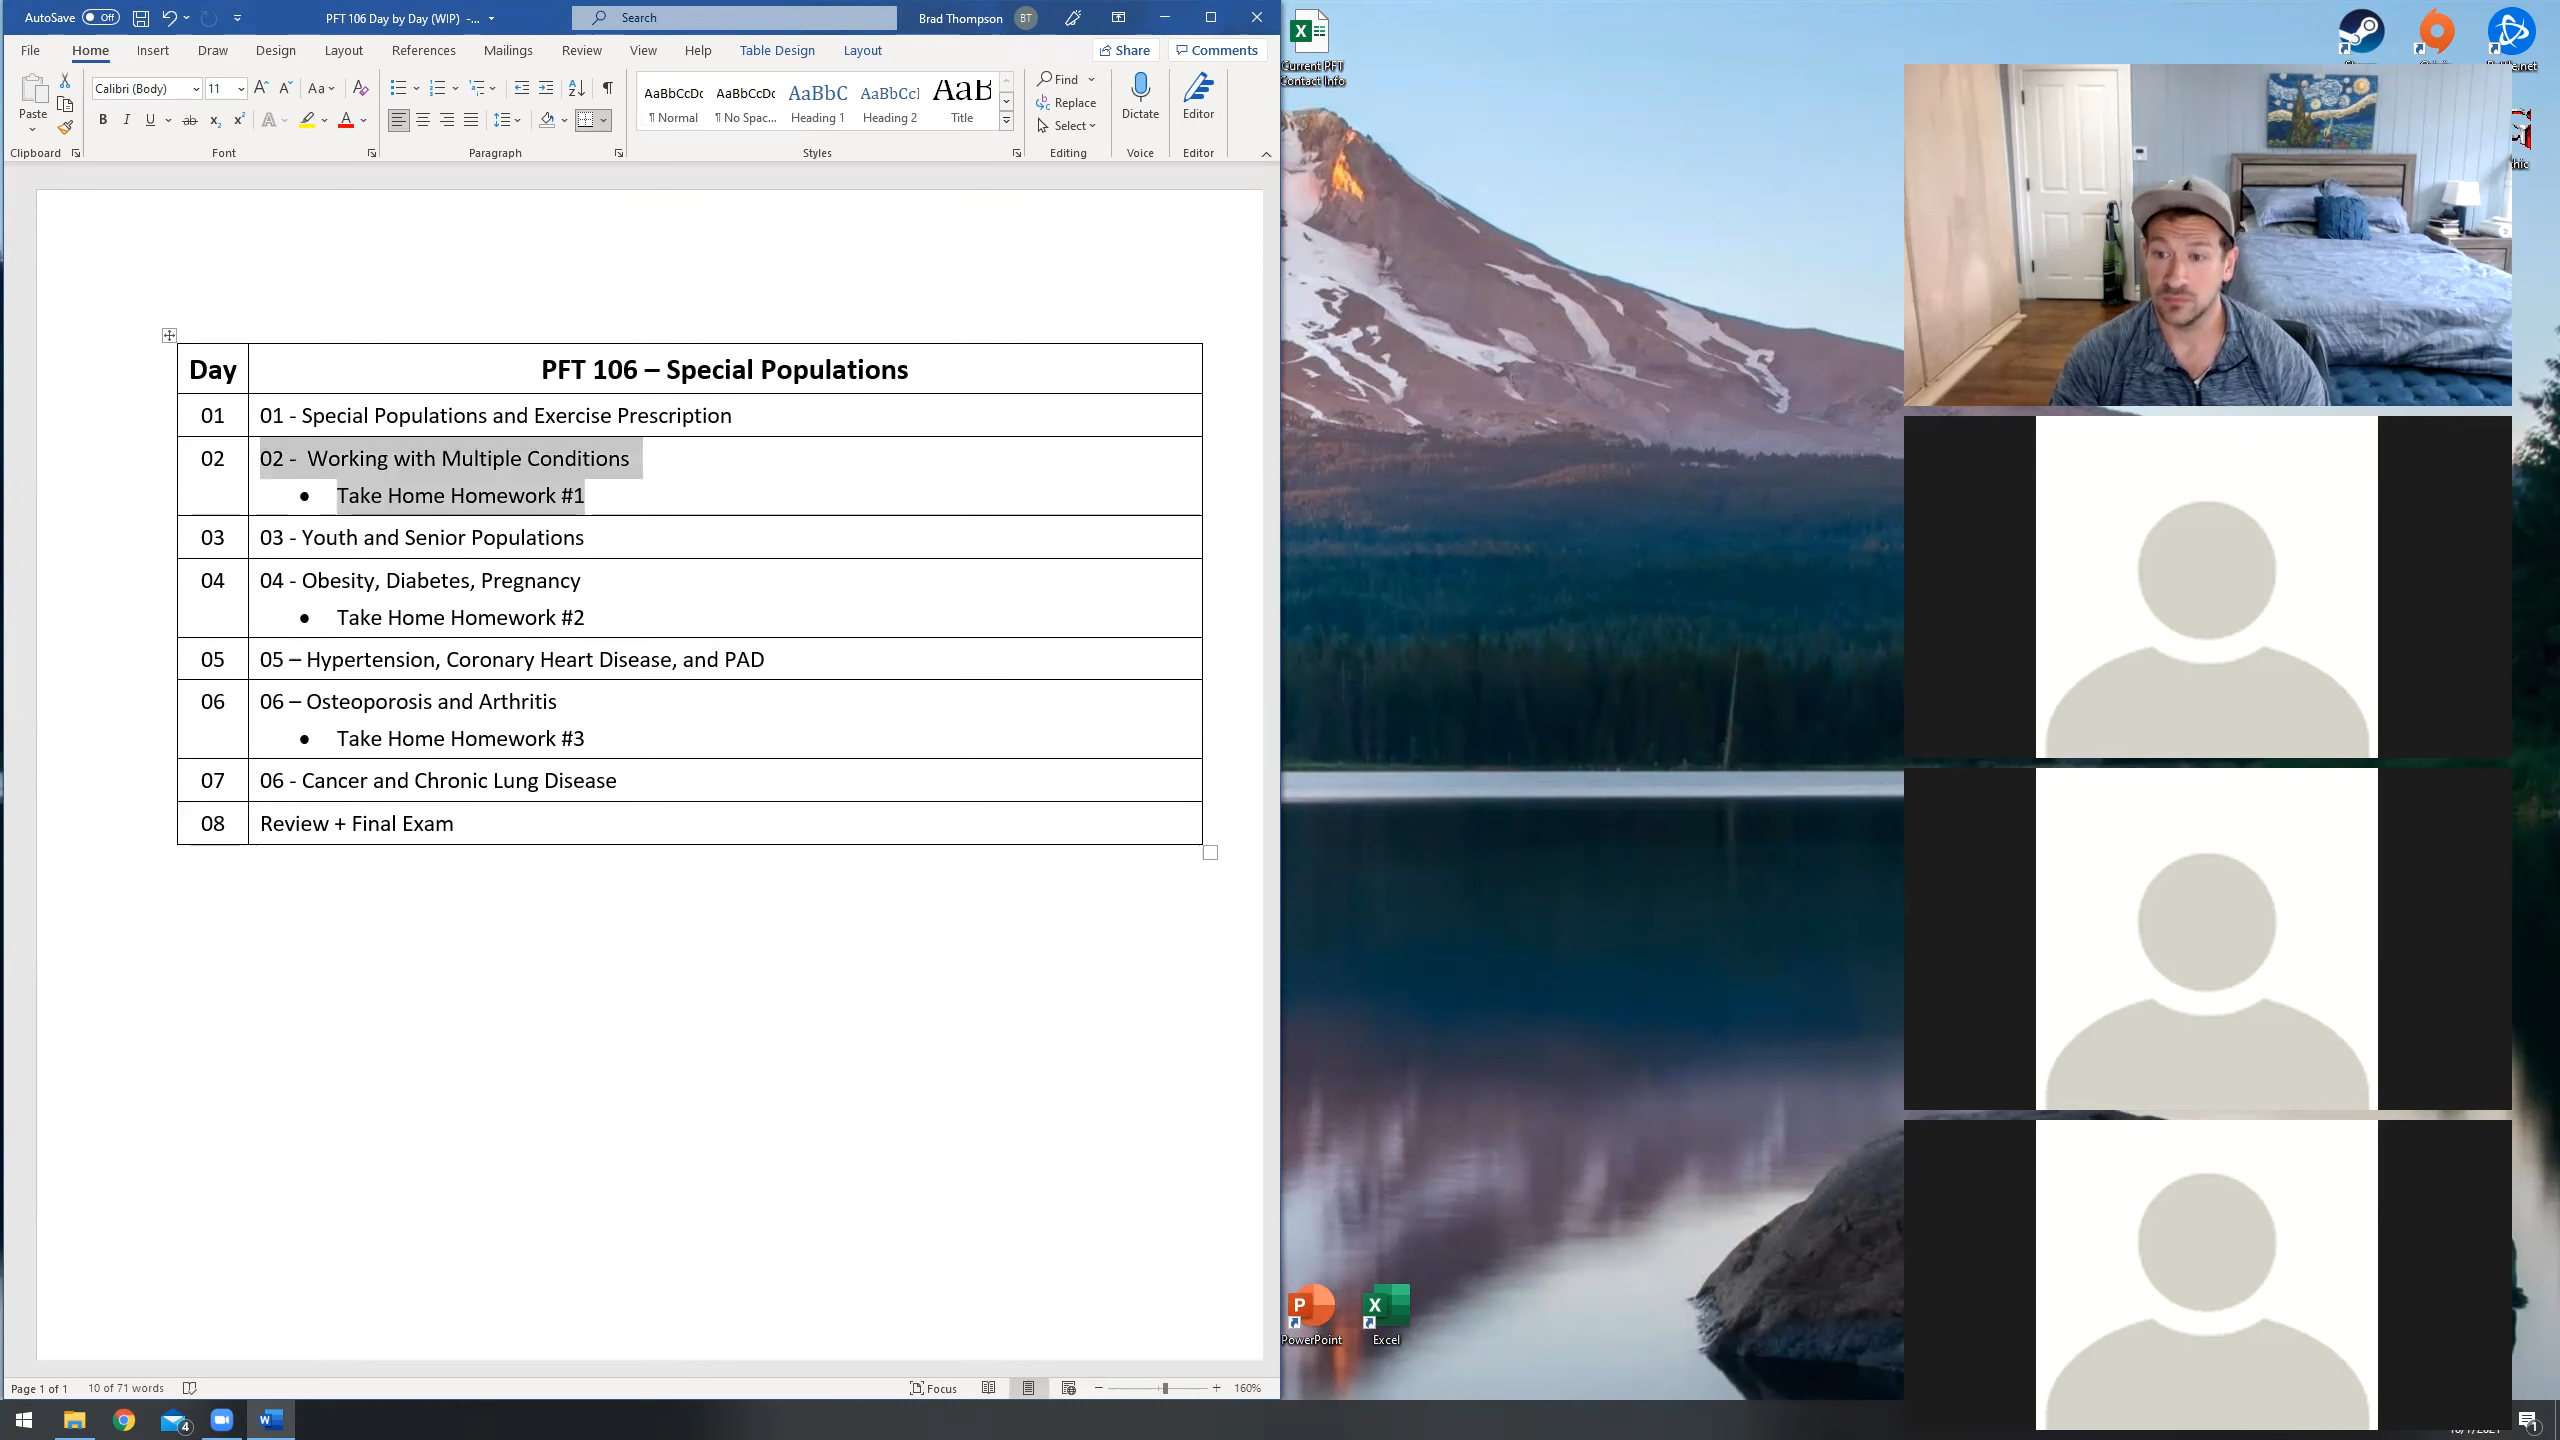 AutoSave Off PFT 106 Day by Day (WIP) -... Search Brad Thompson BT
File Home Insert Draw Design Layout References Mailings Review View Help Table Design Layout Share Comments
Paste
Calibri (Body) 11 Aa
AaBbCcDc AaBbCcDc AaBbC AaBbCcl AaB
¶ Normal ¶ No Spac... Heading 1 Heading 2 Title
Find
Replace
Select
Dictate
Editor
Clipboard Font Paragraph Styles Editing Voice Editor
Day PFT 106 – Special Populations
01 01 - Special Populations and Exercise Prescription
02 02 -  Working with Multiple Conditions
• Take Home Homework #1
03 03 - Youth and Senior Populations
04 04 - Obesity, Diabetes, Pregnancy
• Take Home Homework #2
05 05 – Hypertension, Coronary Heart Disease, and PAD
06 06 – Osteoporosis and Arthritis
• Take Home Homework #3
07 06 - Cancer and Chronic Lung Disease
08 Review + Final Exam
Page 1 of 1 10 of 71 words Focus 160%
Current PFT
Contact Info
PowerPoint Excel
4
1